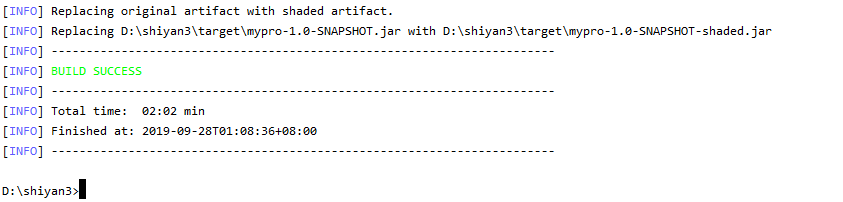 [INFO] Replacing original artifact with shaded artifact.
[INFO] Replacing D:\shiyan3\target\mypro-1.0-SNAPSHOT.jar with D:\shiyan3\target\mypro-1.0-SNAPSHOT-shaded.jar
[INFO] ------------------------------------------------------------------------
[INFO] BUILD SUCCESS
[INFO] ------------------------------------------------------------------------
[INFO] Total time:  02:02 min
[INFO] Finished at: 2019-09-28T01:08:36+08:00
[INFO] ------------------------------------------------------------------------
D:\shiyan3>